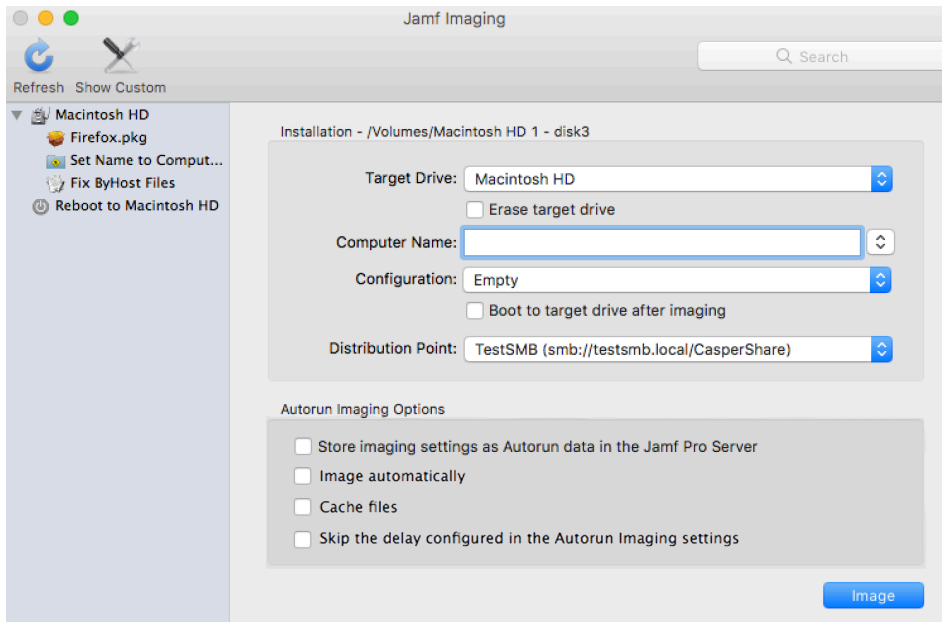 Jamf Imaging
Search
Refresh Show Custom
Macintosh HD
Firefox.pkg
Set Name to Comput...
Fix ByHost Files
Reboot to Macintosh HD
Installation - /Volumes/Macintosh HD 1 - disk3
Target Drive: Macintosh HD
Erase target drive
Computer Name:
Configuration: Empty
Boot to target drive after imaging
Distribution Point: TestSMB (smb://testsmb.local/CasperShare)
Autorun Imaging Options
Store imaging settings as Autorun data in the Jamf Pro Server
Image automatically
Cache files
Skip the delay configured in the Autorun Imaging settings
Image